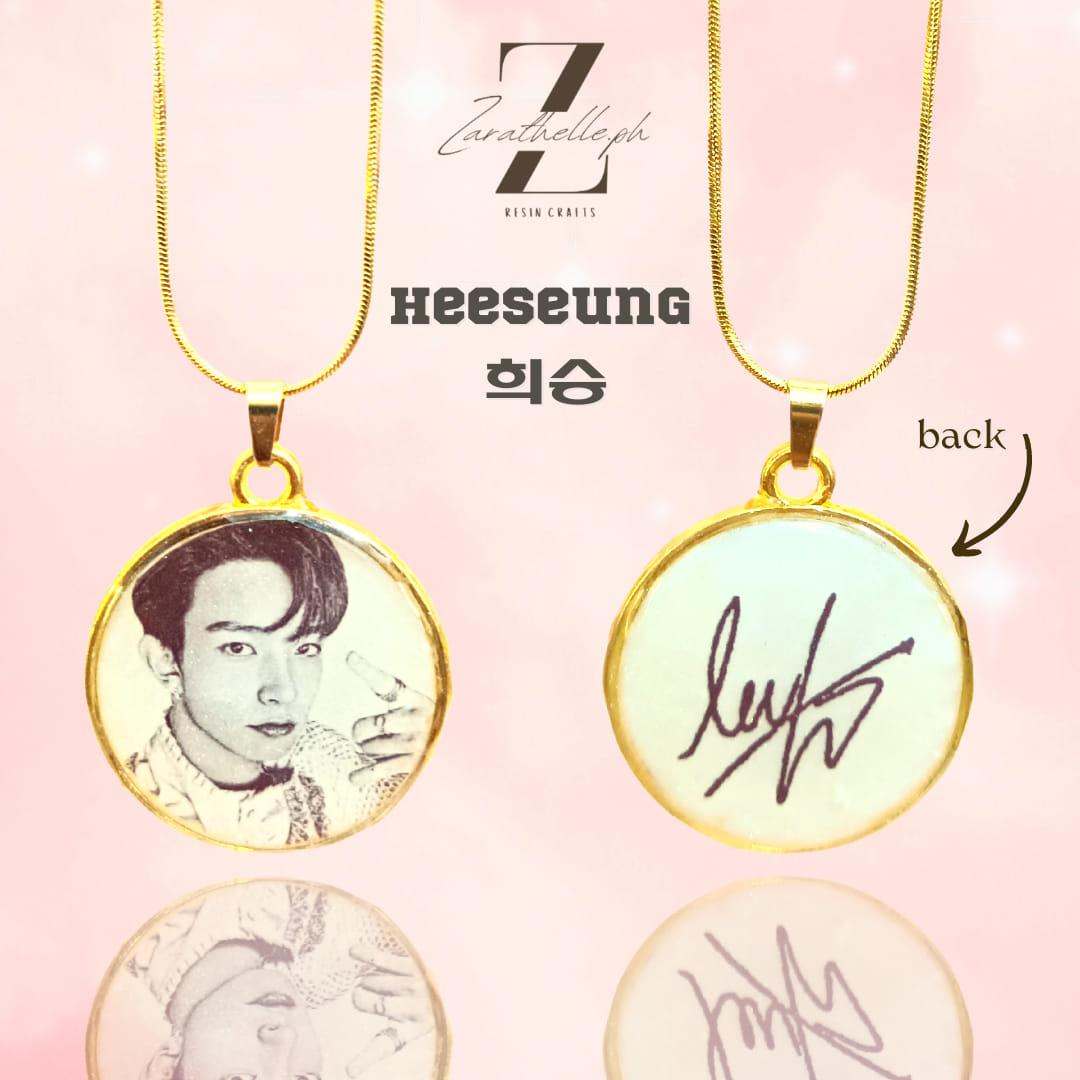 Z
Zarathelle.ph
RESIN CRAFTS
Heeseung
희승
back